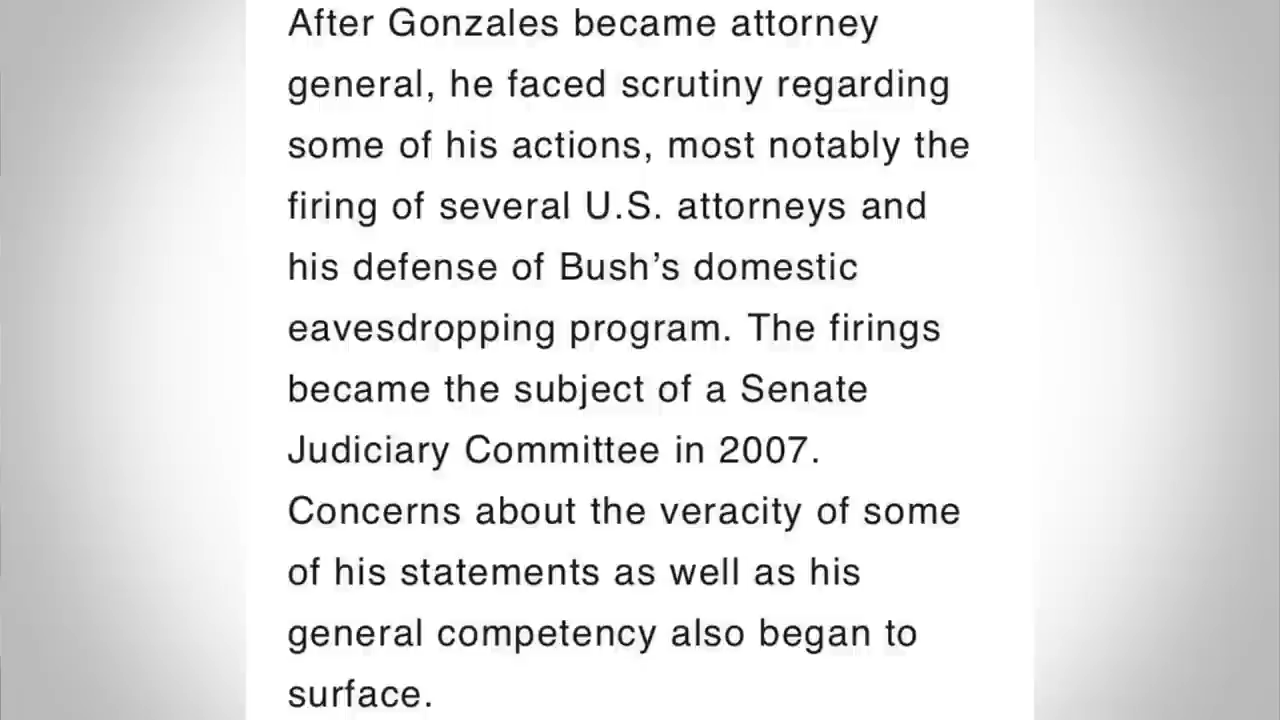 After Gonzales became attorney
general, he faced scrutiny regarding
some of his actions, most notably the
firing of several U.S. attorneys and
his defense of Bush’s domestic
eavesdropping program. The firings
became the subject of a Senate
Judiciary Committee in 2007.
Concerns about the veracity of some
of his statements as well as his
general competency also began to
surface.